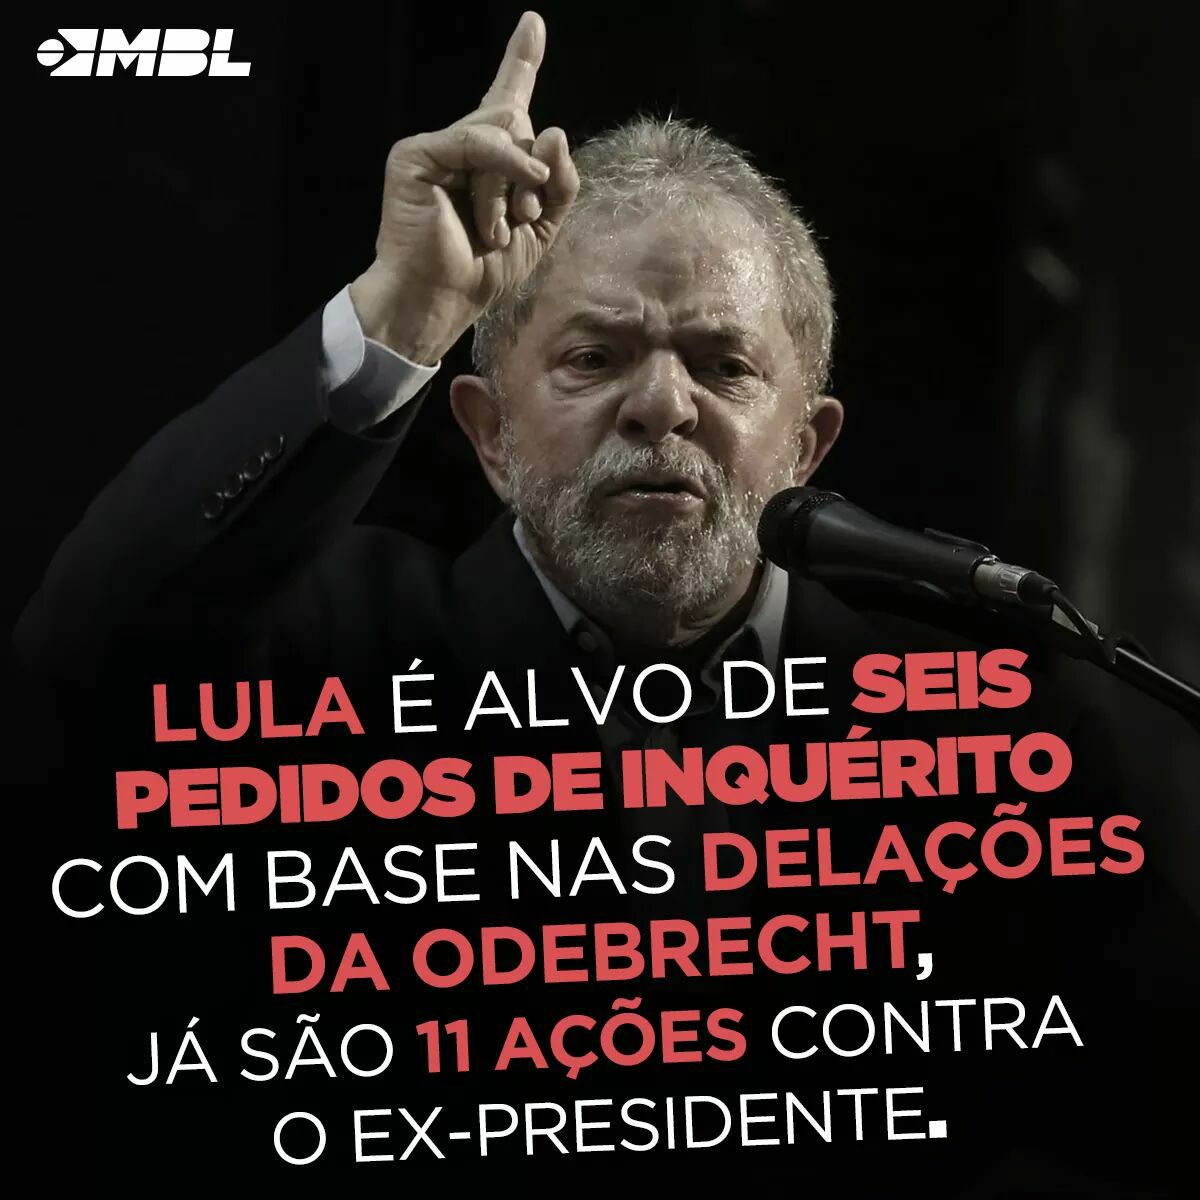 MBL
LULA É ALVO DE SEIS
PEDIDOS DE INQUÉRITO
COM BASE NAS DELAÇÕES
DA ODEBRECHT,
JÁ SÃO 11 AÇÕES CONTRA
O EX-PRESIDENTE.